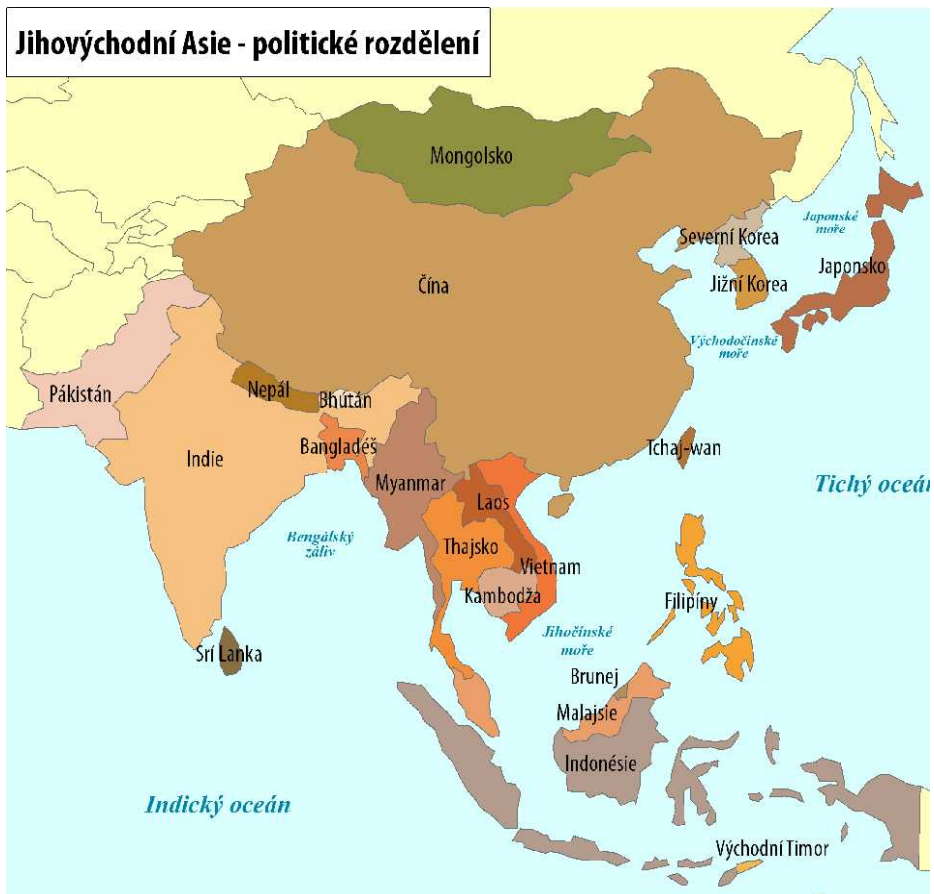 Jihovýchodní Asie - politické rozdělení
Mongolsko
Japonské
moře
Severní Korea
Japonsko
Čína
Jižní Korea
Východočínské
moře
Pákistán
Nepál
Bhútán
Bangladéš
Indie
Tchaj-wan
Myanmar
Tichý oceán
Laos
Bengálský
záliv
Thajsko
Vietnam
Kambodža
Filipíny
Jihočínské
moře
Srí Lanka
Brunej
Malajsie
Indonésie
Indický oceán
Východní Timor